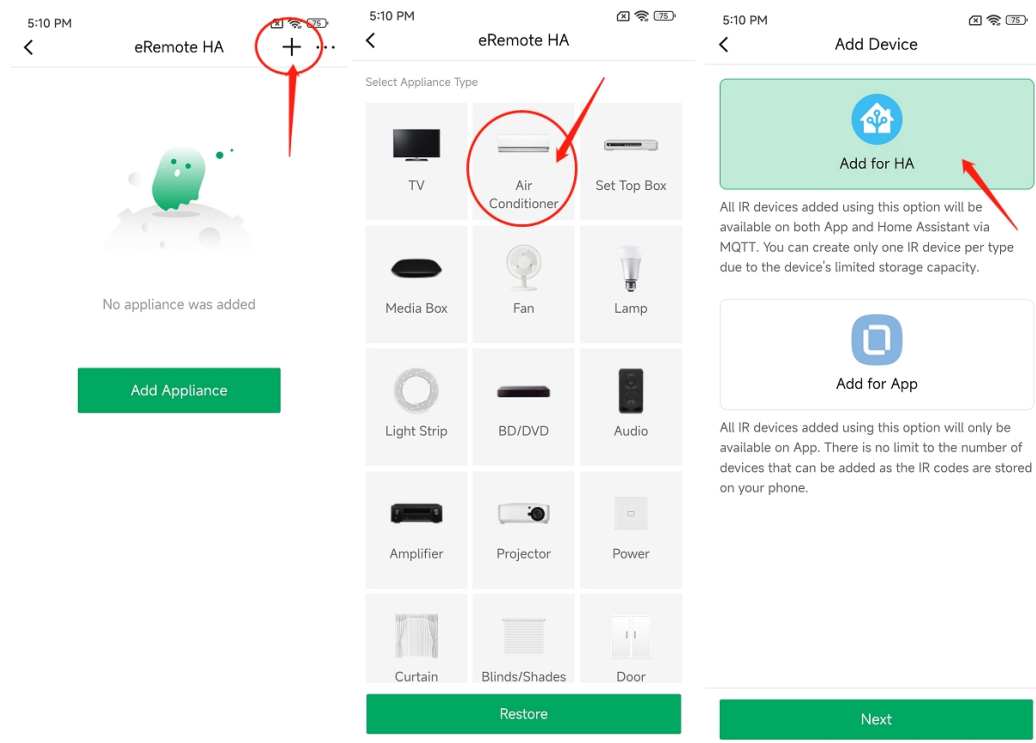 5:10 PM
75
eRemote HA
No appliance was added
Add Appliance
5:10 PM
75
eRemote HA
Select Appliance Type
TV
Air
Conditioner
Set Top Box
Media Box
Fan
Lamp
Light Strip
BD/DVD
Audio
Amplifier
Projector
Power
Curtain
Blinds/Shades
Door
Restore
5:10 PM
75
Add Device
Add for HA
All IR devices added using this option will be
available on both App and Home Assistant via
MQTT. You can create only one IR device per type
due to the device's limited storage capacity.
Add for App
All IR devices added using this option will only be
available on App. There is no limit to the number of
devices that can be added as the IR codes are stored
on your phone.
Next